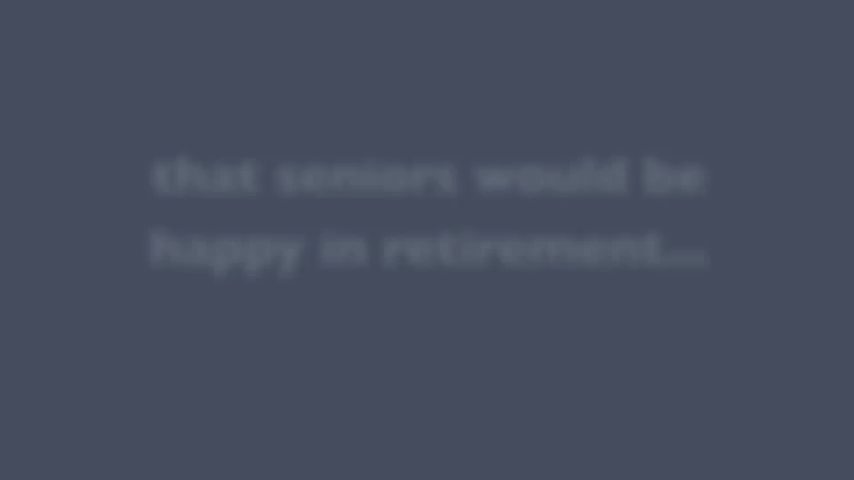 that seniors would be
happy in retirement...